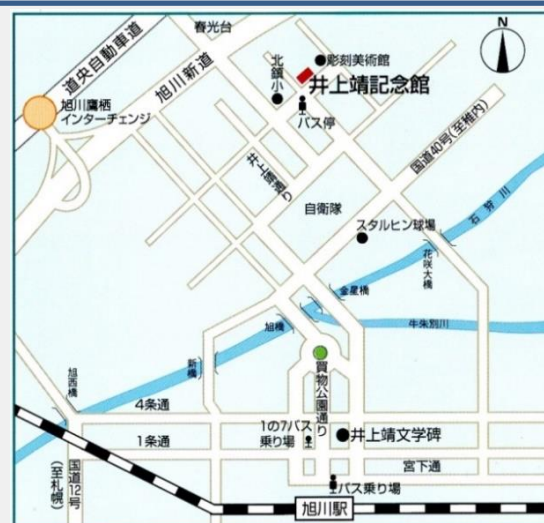 N
春光台
道央自動車道
旭川新道
北鎮小
彫刻美術館
井上靖記念館
バス停
旭川鷹栖
インターチェンジ
国道40号(至稚内)
井上靖通り
自衛隊
石狩川
スタルヒン球場
花咲大橋
金星橋
旭橋
牛朱別川
新橋
買物公園通り
旭西橋
4条通
1の7バス
乗り場
井上靖文学碑
1条通
宮下通
国道12号
(至札幌)
バス乗り場
旭川駅